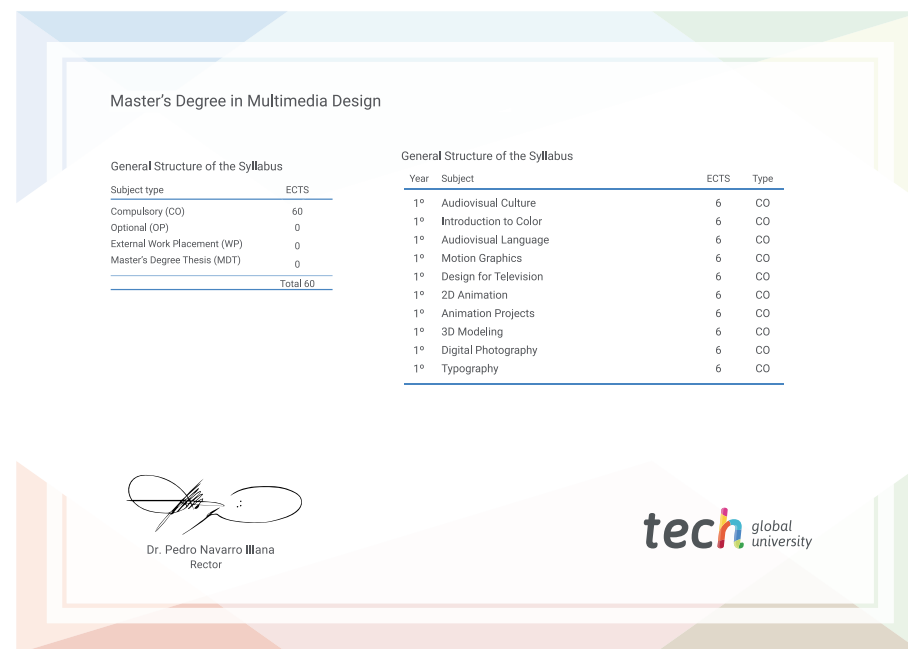 Master's Degree in Multimedia Design
General Structure of the Syllabus
Subject type ECTS
Compulsory (CO) 60
Optional (OP) 0
External Work Placement (WP) 0
Master's Degree Thesis (MDT) 0
Total 60
General Structure of the Syllabus
Year Subject ECTS Type
1º Audiovisual Culture 6 CO
1º Introduction to Color 6 CO
1º Audiovisual Language 6 CO
1º Motion Graphics 6 CO
1º Design for Television 6 CO
1º 2D Animation 6 CO
1º Animation Projects 6 CO
1º 3D Modeling 6 CO
1º Digital Photography 6 CO
1º Typography 6 CO
Dr. Pedro Navarro Illana
Rector
tech global
university